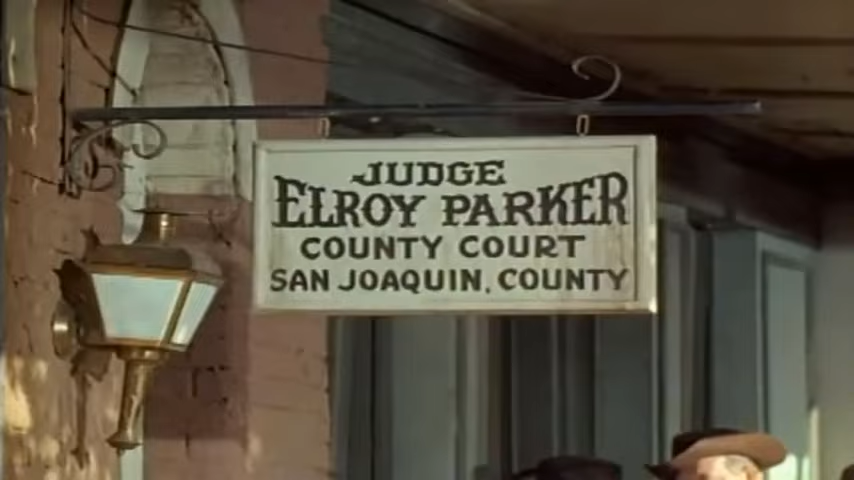 JUDGE
ELROY PARKER
COUNTY COURT
SAN JOAQUIN, COUNTY